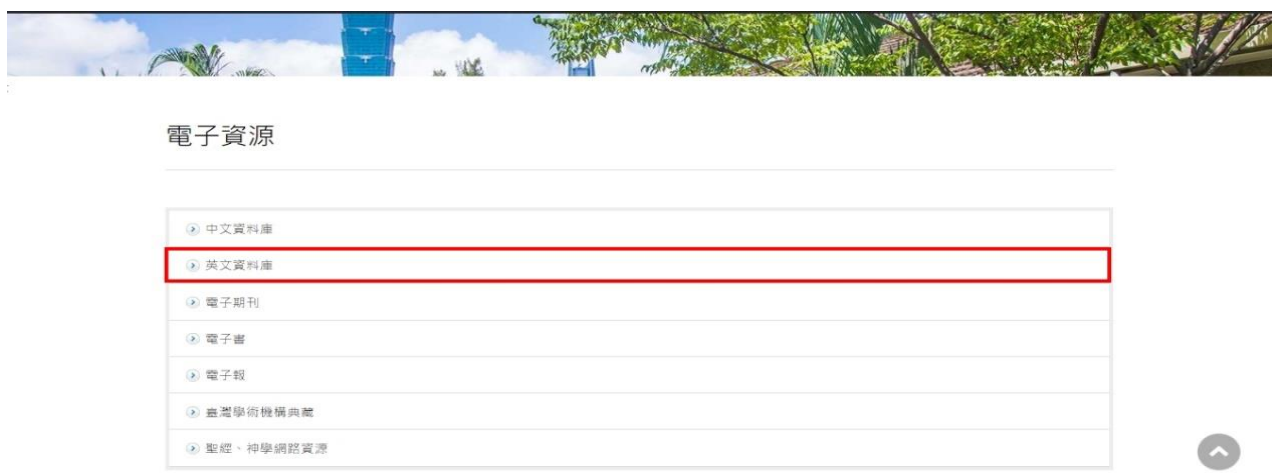 電子資源
中文資料庫
英文資料庫
電子期刊
電子書
電子報
臺灣學術機構典藏
聖經、神學網路資源